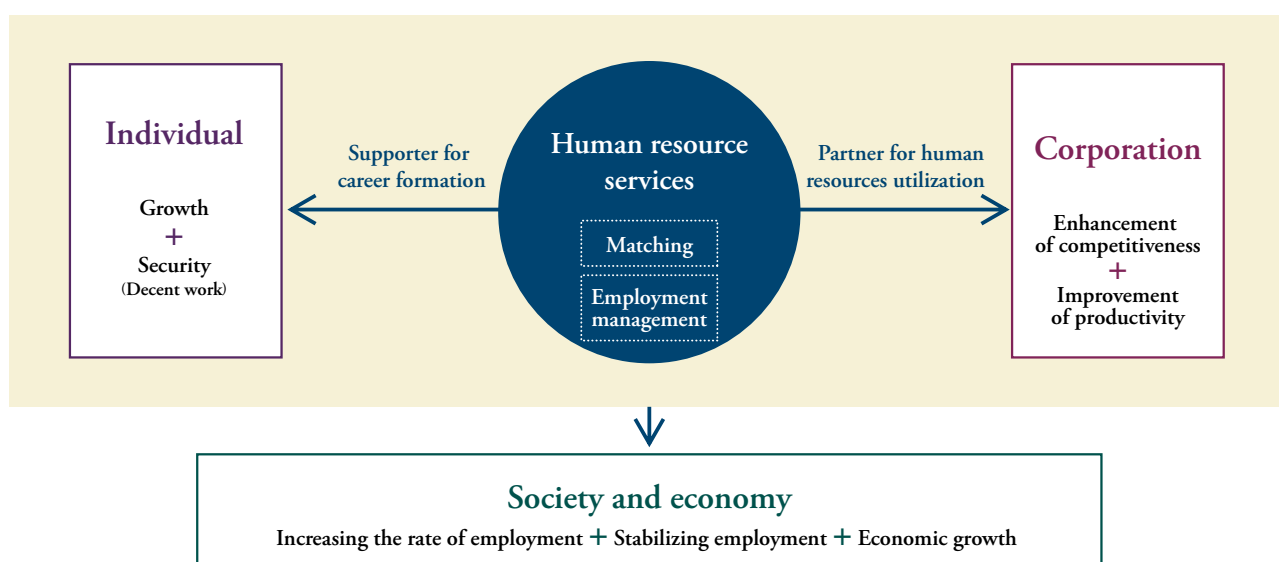 Individual
Growth
+
Security
(Decent work)
Supporter for
career formation
Human resource
services
Matching
Employment
management
Partner for human
resources utilization
Corporation
Enhancement
of competitiveness
+
Improvement
of productivity
Society and economy
Increasing the rate of employment + Stabilizing employment + Economic growth